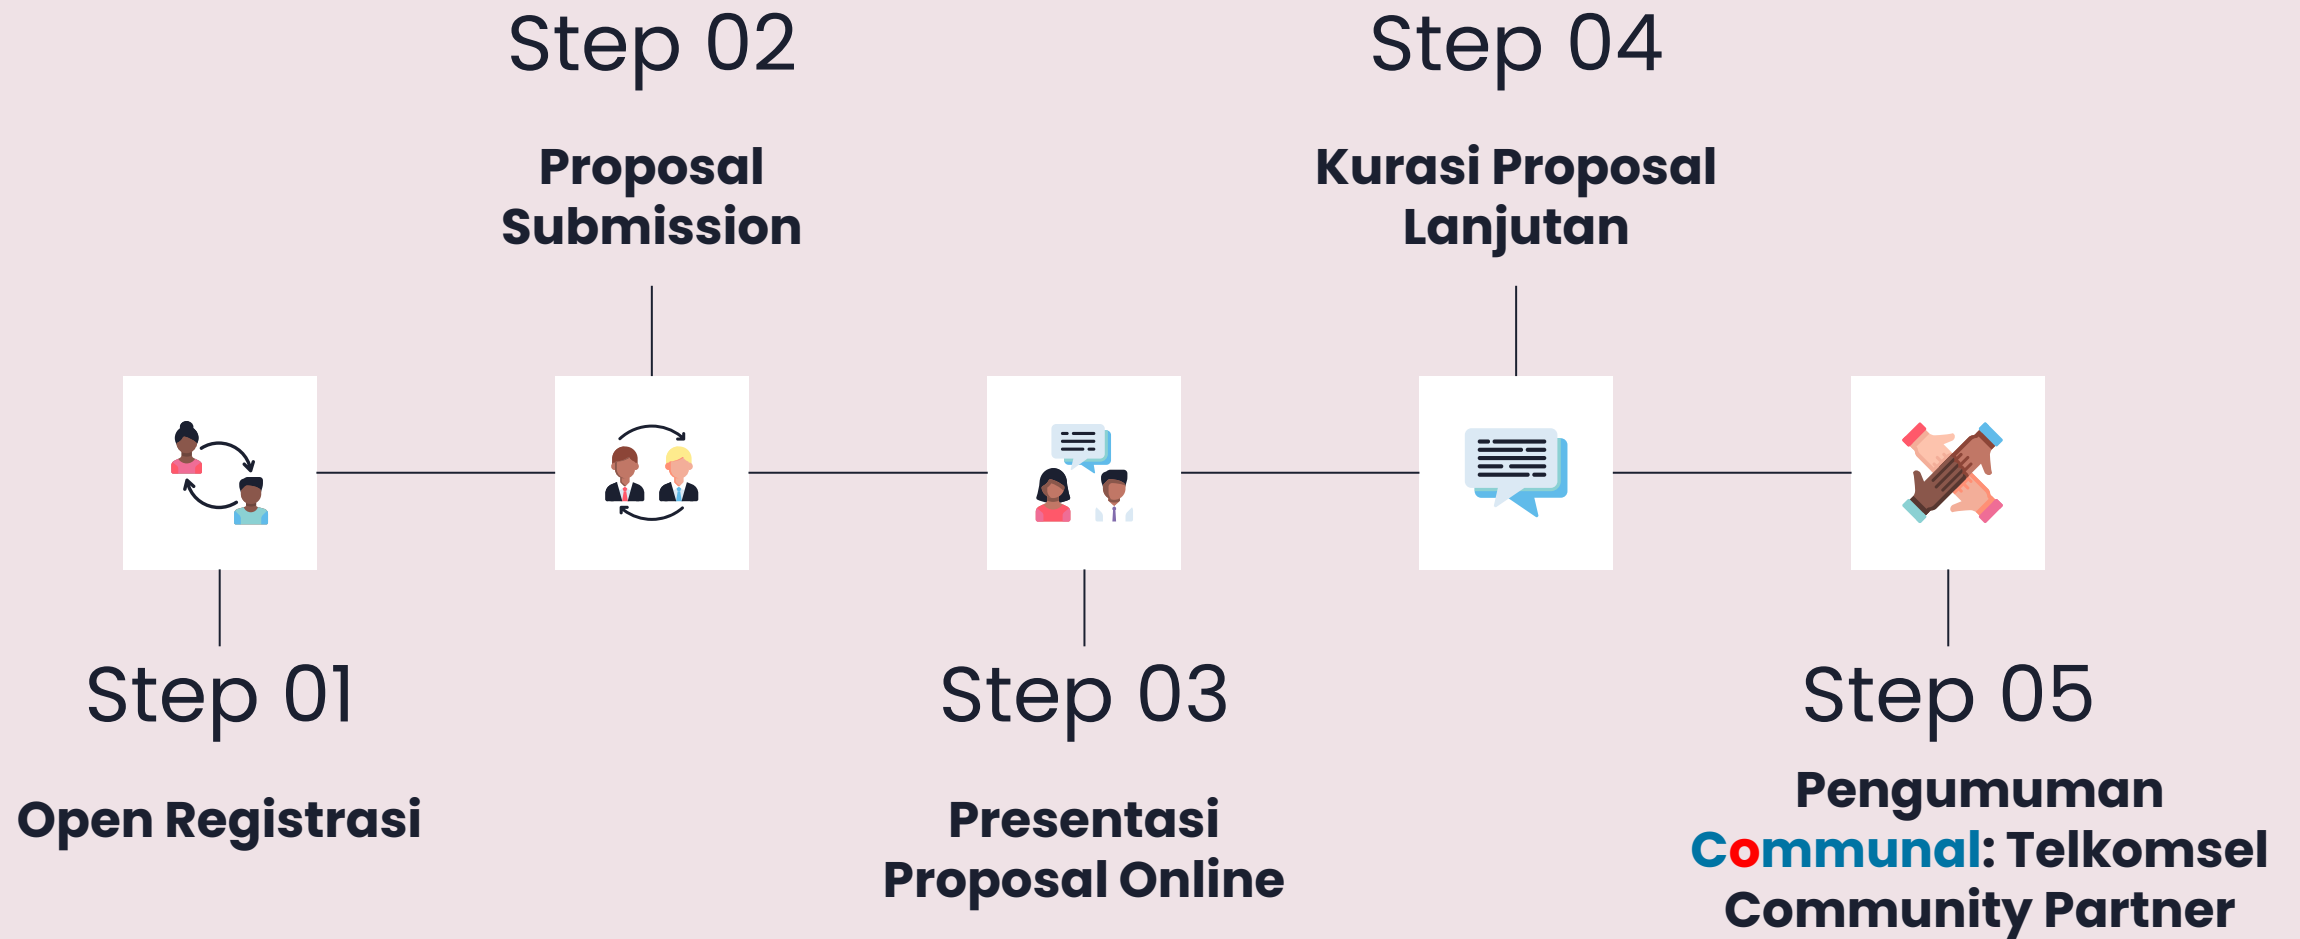 Step 01
Open Registrasi
Step 02
Proposal
Submission
Step 03
Presentasi
Proposal Online
Step 04
Kurasi Proposal
Lanjutan
Step 05
Pengumuman
Communal: Telkomsel
Community Partner